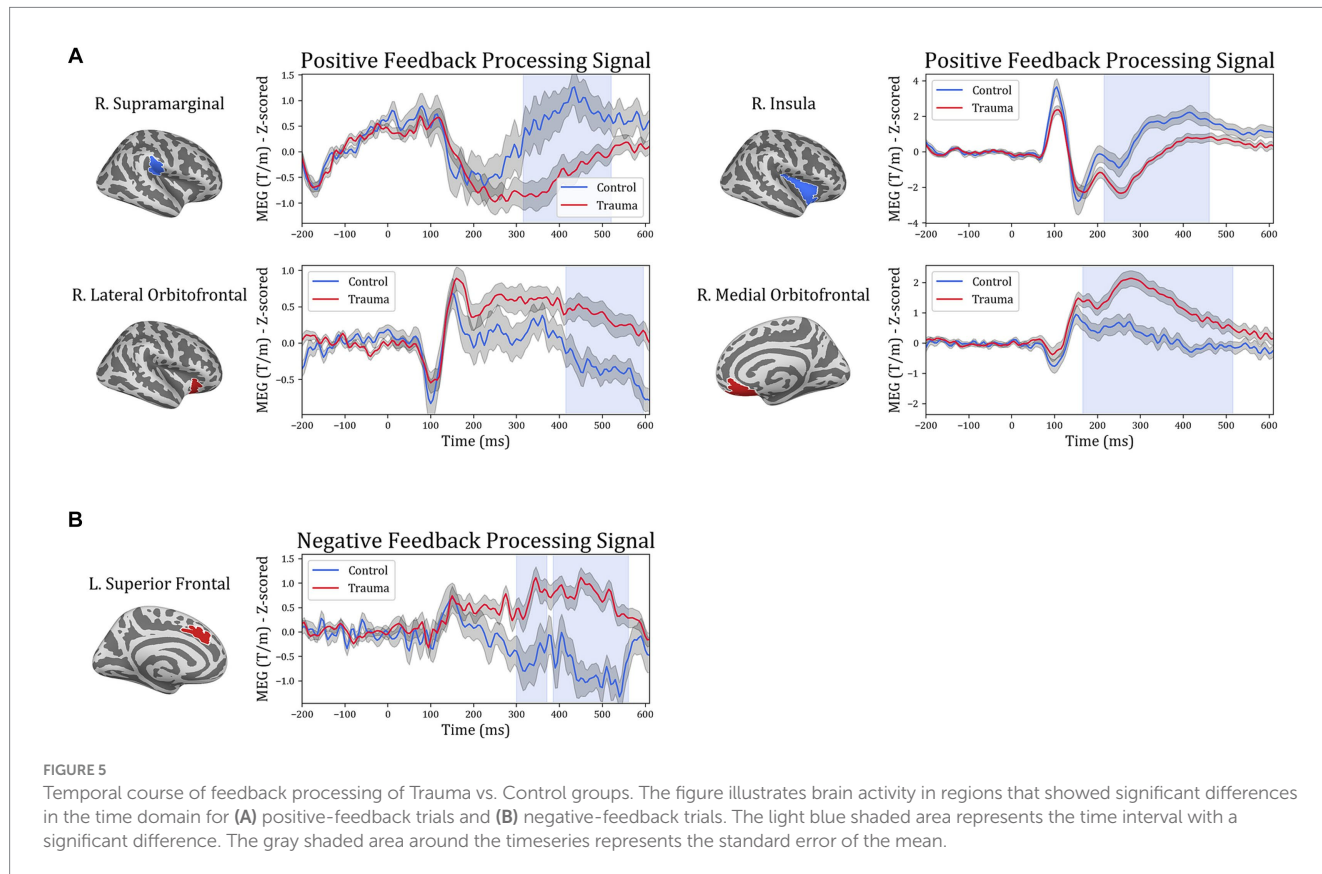 A
Positive Feedback Processing Signal
R. Supramarginal
MEG (T/m) - Z-scored
1.5
1.0
0.5
0.0
−0.5
−1.0
Control
Trauma
−200 −100 0 100 200 300 400 500 600
Positive Feedback Processing Signal
R. Insula
MEG (T/m) - Z-scored
4
2
0
−2
−4
Control
Trauma
−200 −100 0 100 200 300 400 500 600
R. Lateral Orbitofrontal
MEG (T/m) - Z-scored
1.0
0.5
0.0
−0.5
Control
Trauma
−200 −100 0 100 200 300 400 500 600
Time (ms)
R. Medial Orbitofrontal
MEG (T/m) - Z-scored
2
1
0
−1
−2
Control
Trauma
−200 −100 0 100 200 300 400 500 600
Time (ms)
B
Negative Feedback Processing Signal
L. Superior Frontal
MEG (T/m) - Z-scored
1.5
1.0
0.5
0.0
−0.5
−1.0
Control
Trauma
−200 −100 0 100 200 300 400 500 600
Time (ms)
FIGURE 5
Temporal course of feedback processing of Trauma vs. Control groups. The figure illustrates brain activity in regions that showed significant differences
in the time domain for (A) positive-feedback trials and (B) negative-feedback trials. The light blue shaded area represents the time interval with a
significant difference. The gray shaded area around the timeseries represents the standard error of the mean.